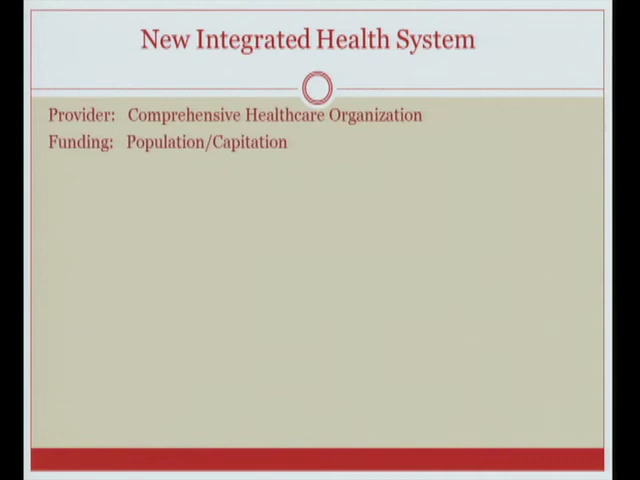 New Integrated Health System
Provider: Comprehensive Healthcare Organization
Funding: Population/Capitation